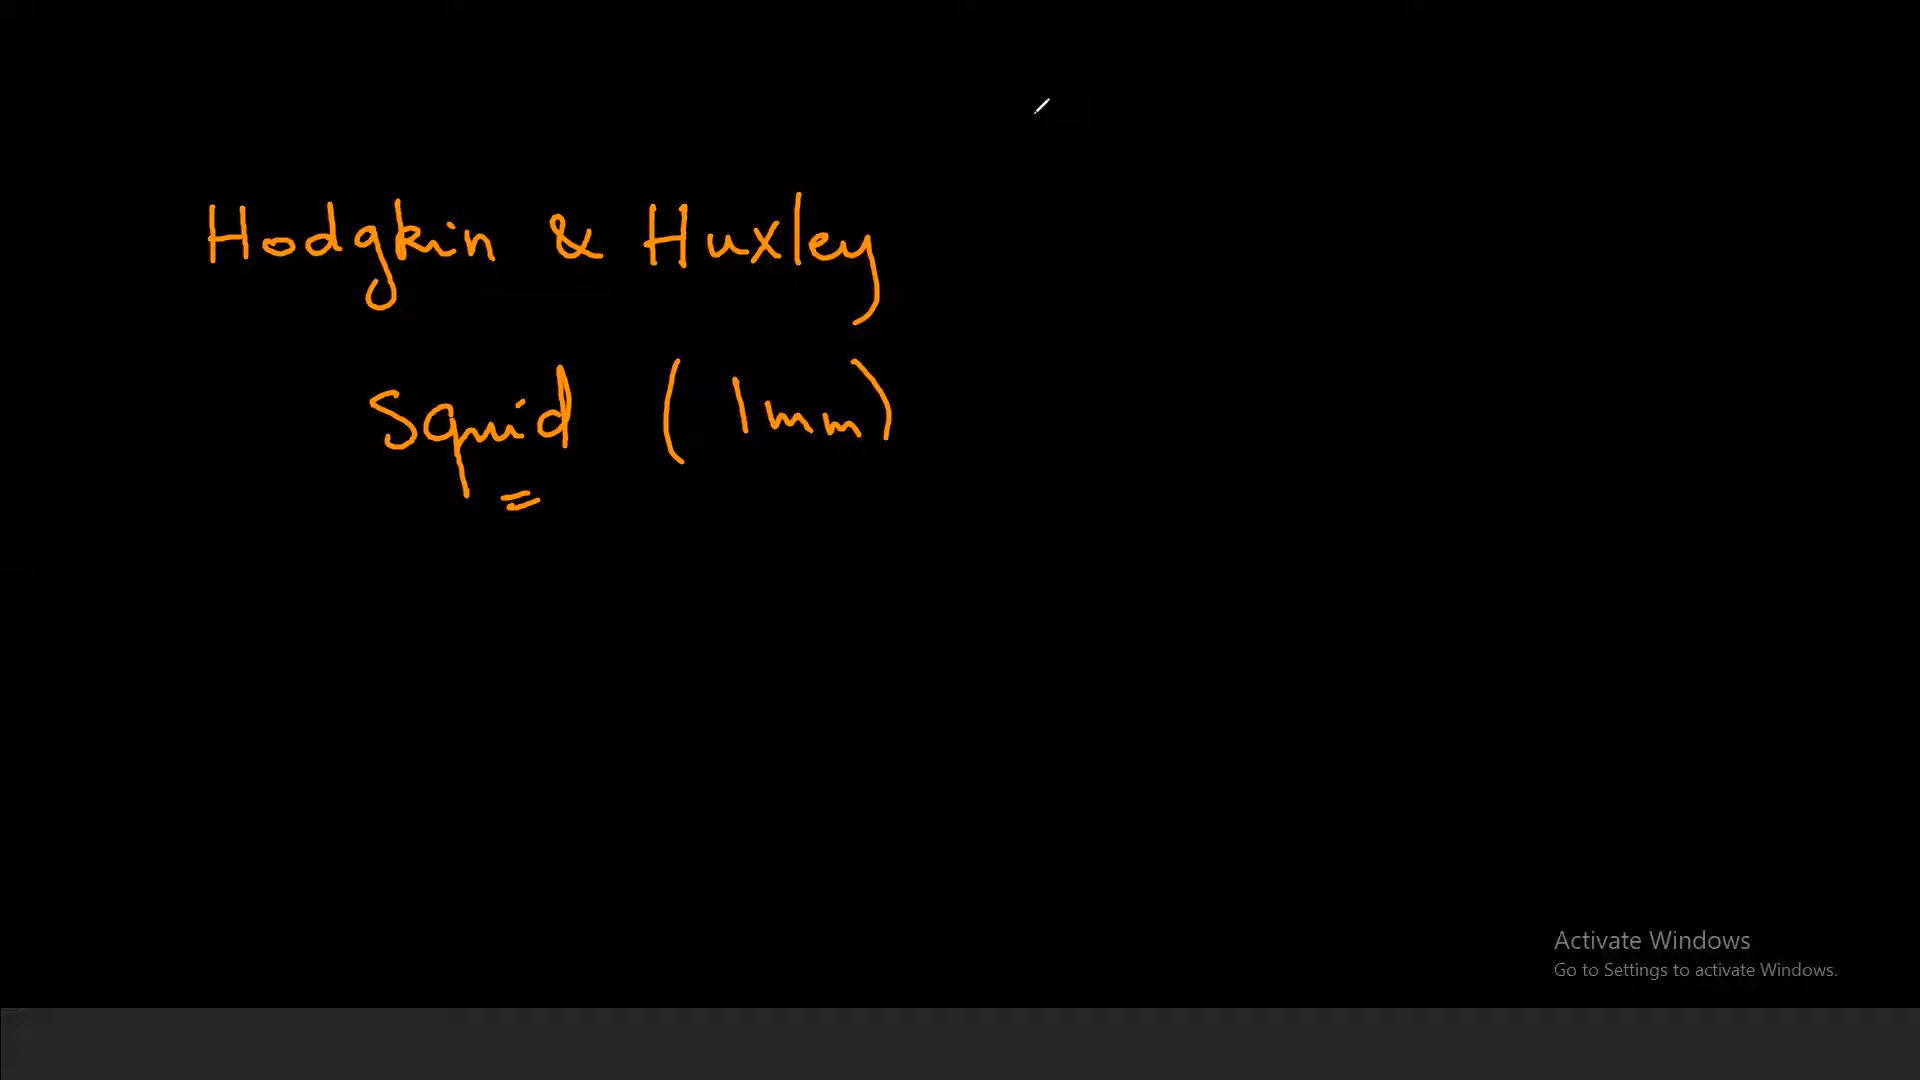 Hodgkin & Huxley
Squid (1mm)
Activate Windows
Go to Settings to activate Windows.